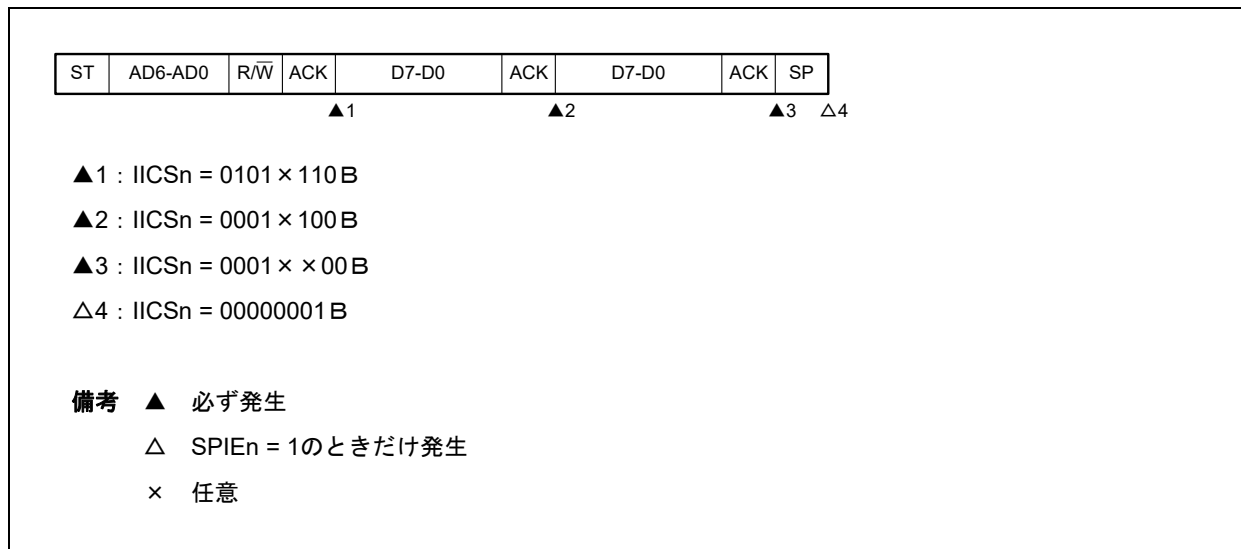 ST AD6-AD0 R/W̅ ACK D7-D0 ACK D7-D0 ACK SP
▲1 ▲2 ▲3 △4
▲1：IICSn = 0101×110B
▲2：IICSn = 0001×100B
▲3：IICSn = 0001××00B
△4：IICSn = 00000001B
備考 ▲ 必ず発生
△ SPIEn = 1のときだけ発生
× 任意